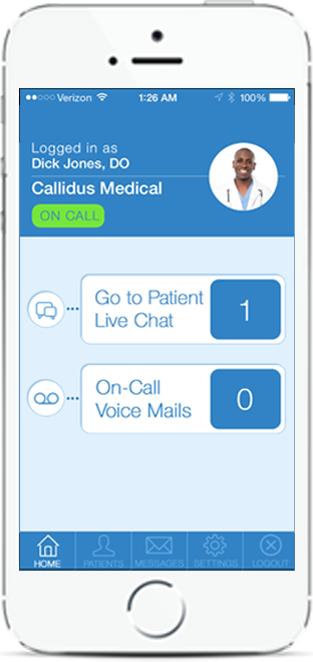 Verizon 1:26 AM 100%
Logged in as
Dick Jones, DO
Callidus Medical
ON CALL
Go to Patient
Live Chat
1
On-Call
Voice Mails
0
HOME PATIENTS MESSAGES SETTINGS LOGOUT